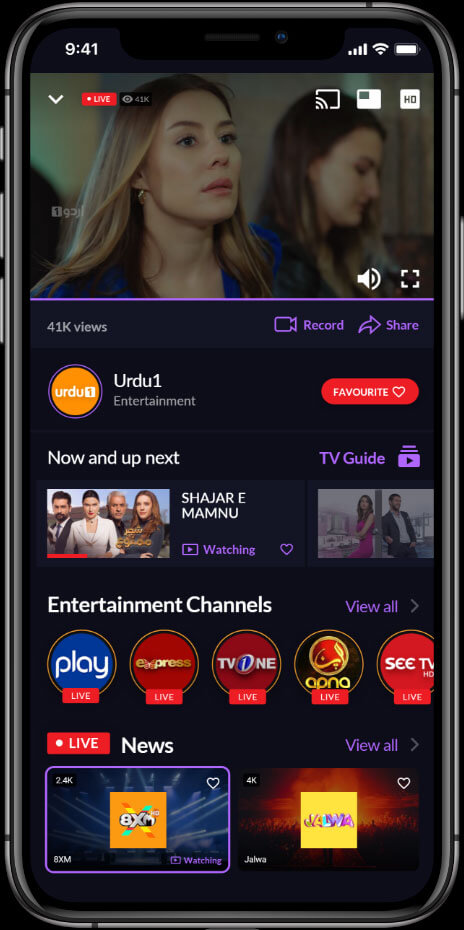 9:41
LIVE 41K
HD
اردو1
41K views
Record
Share
urdu1
Urdu1
Entertainment
FAVOURITE
Now and up next
TV Guide
SHAJAR E
MAMNU
Watching
Entertainment Channels
View all
play
express
TV ONE
apna
SEE TV
HD
LIVE
LIVE
LIVE
LIVE
LIVE
LIVE
News
View all
2.4K
8XM
8XM
Watching
4K
JALWA
Jalwa